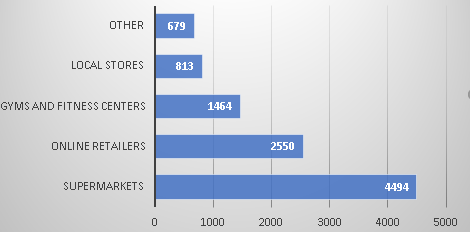 OTHER 679
LOCAL STORES 813
GYMS AND FITNESS CENTERS 1464
ONLINE RETAILERS 2550
SUPERMARKETS 4494
0 1000 2000 3000 4000 5000